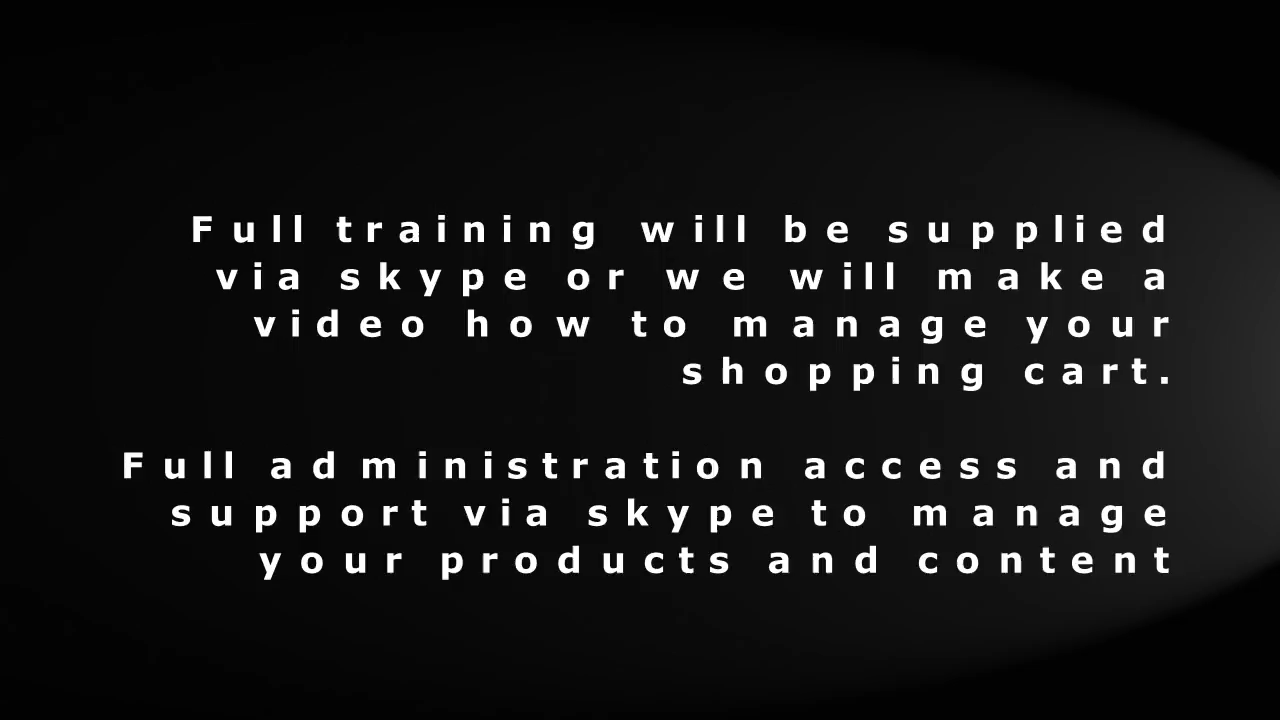 Full training will be supplied
via skype or we will make a
video how to manage your
shopping cart.
Full administration access and
support via skype to manage
your products and content